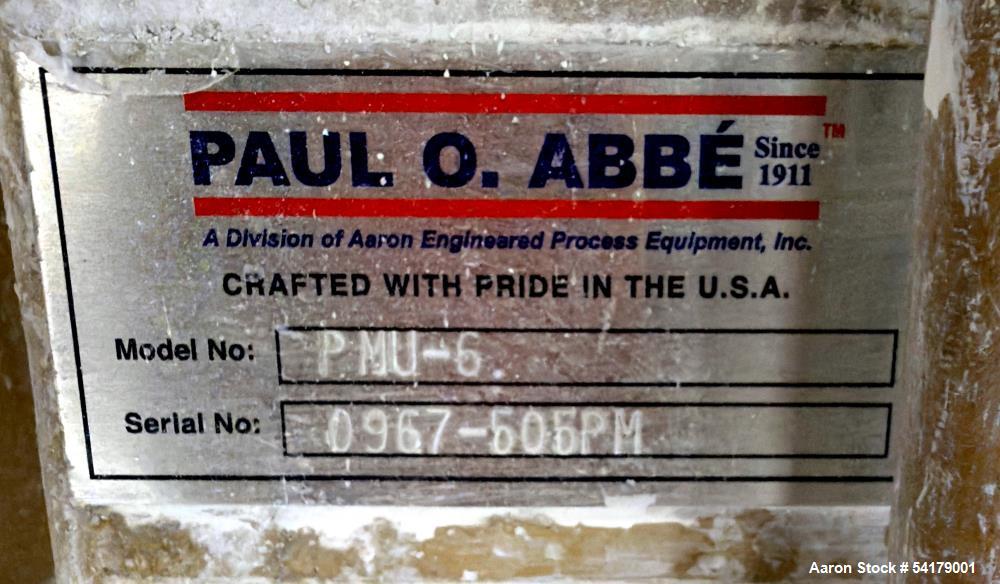 PAUL O. ABBÉ Since 1911 ™
A Division of Aaron Engineered Process Equipment, Inc.
CRAFTED WITH PRIDE IN THE U.S.A.
Model No: PMU-6
Serial No: 0967-505PM
Aaron Stock # 54179001